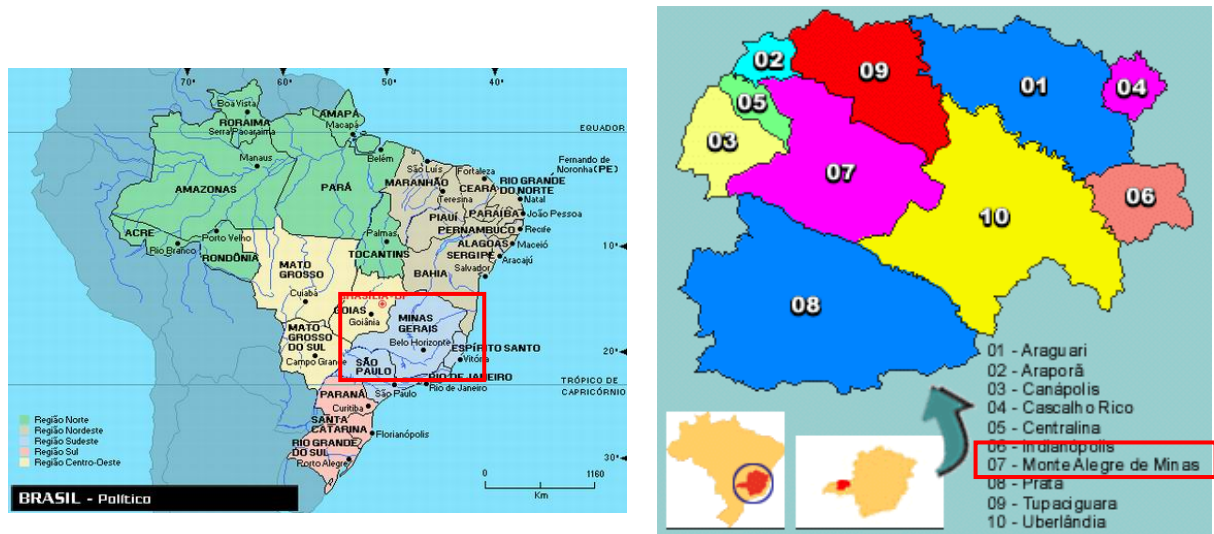 70°
60°
50°
40°
Boa Vista
RORAIMA
Serra Pacaraima
AMAPÁ
Macapá
EQUADOR
Belém
Manaus
São Luís
Fortaleza
Fernando de
Noronha(PE)
AMAZONAS
PARÁ
MARANHÃO
CEARÁ
RIO GRANDE
DO NORTE
Teresina
Natal
PIAUÍ
PARAÍBA
João Pessoa
ACRE
Porto Velho
Palmas
PERNAMBUCO
Recife
Rio Branco
RONDÔNIA
TOCANTINS
ALAGOAS
Maceió
10°
SERGIPE
Aracajú
MATO
GROSSO
BAHIA
Salvador
Cuiabá
BRASÍLIA-DF
GOIÁS
Goiânia
MINAS
GERAIS
MATO
GROSSO
DO SUL
Belo Horizonte
ESPÍRITO SANTO
Vitória
Campo Grande
SÃO
PAULO
20°
RIO DE JANEIRO
Rio de Janeiro
São Paulo
TRÓPICO DE
CAPRICÓRNIO
PARANÁ
Curitiba
SANTA
CATARINA
Florianópolis
RIO GRANDE
DO SUL
Porto Alegre
30°
Região Norte
Região Nordeste
Região Sudeste
Região Sul
Região Centro-Oeste
0
1160
Km
BRASIL - Político
02
09
01
04
05
03
07
06
10
08
01 - Araguari
02 - Araporã
03 - Canápolis
04 - Cascalho Rico
05 - Centralina
06 - Indianópolis
07 - Monte Alegre de Minas
08 - Prata
09 - Tupaciguara
10 - Uberlândia